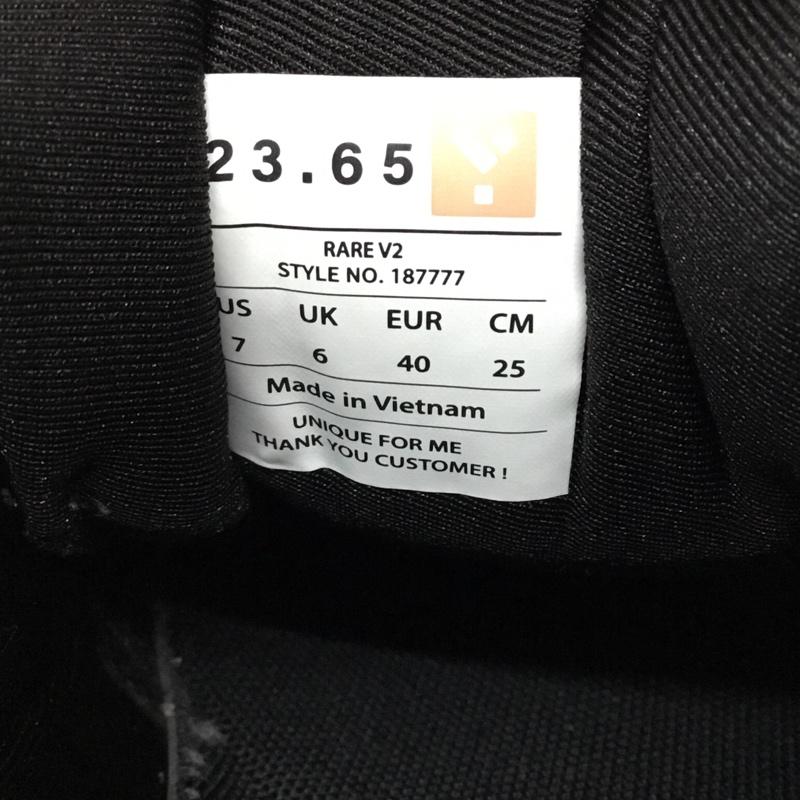 23.65
RARE V2
STYLE NO. 187777
US UK EUR CM
7 6 40 25
Made in Vietnam
UNIQUE FOR ME
THANK YOU CUSTOMER !